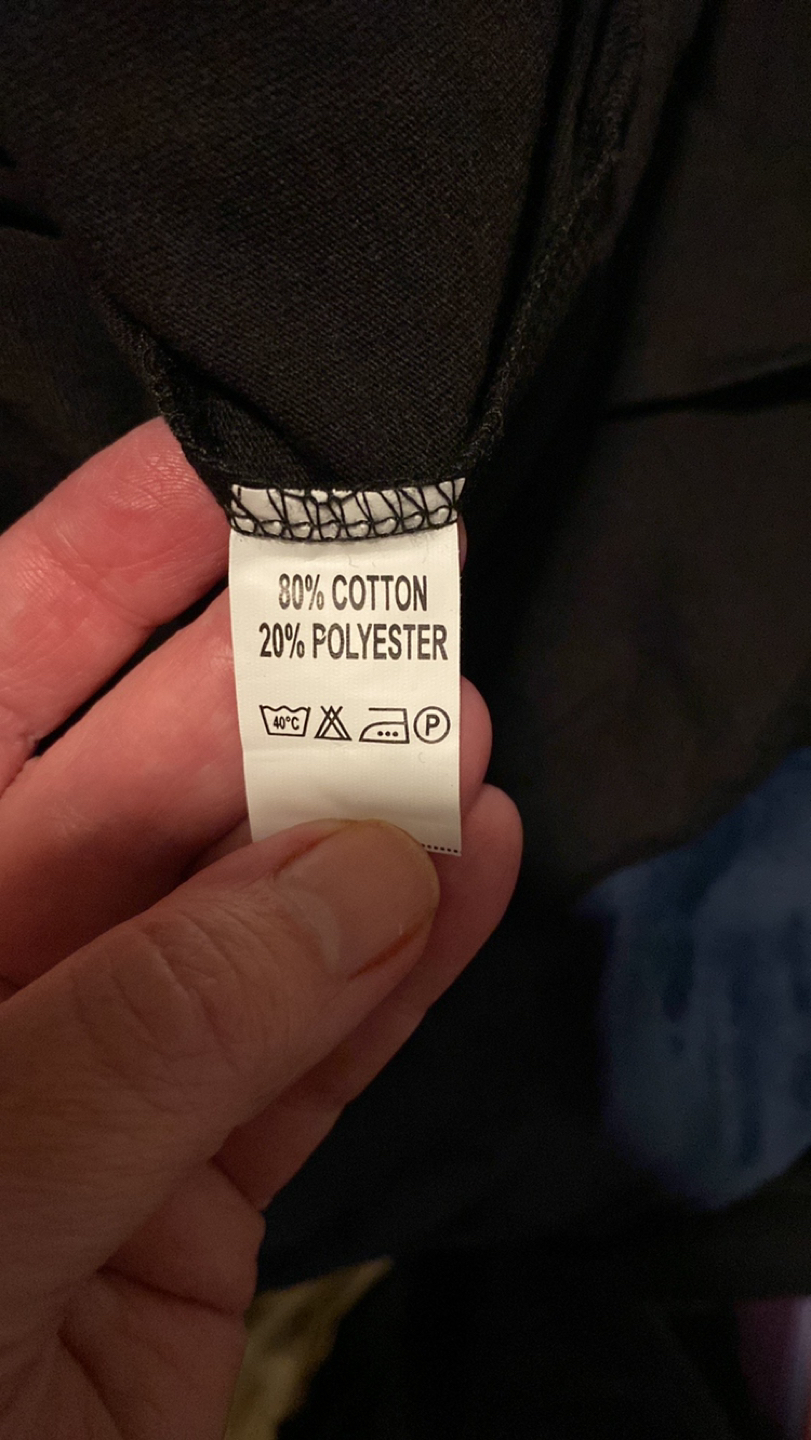 80% COTTON
20% POLYESTER
40°C P